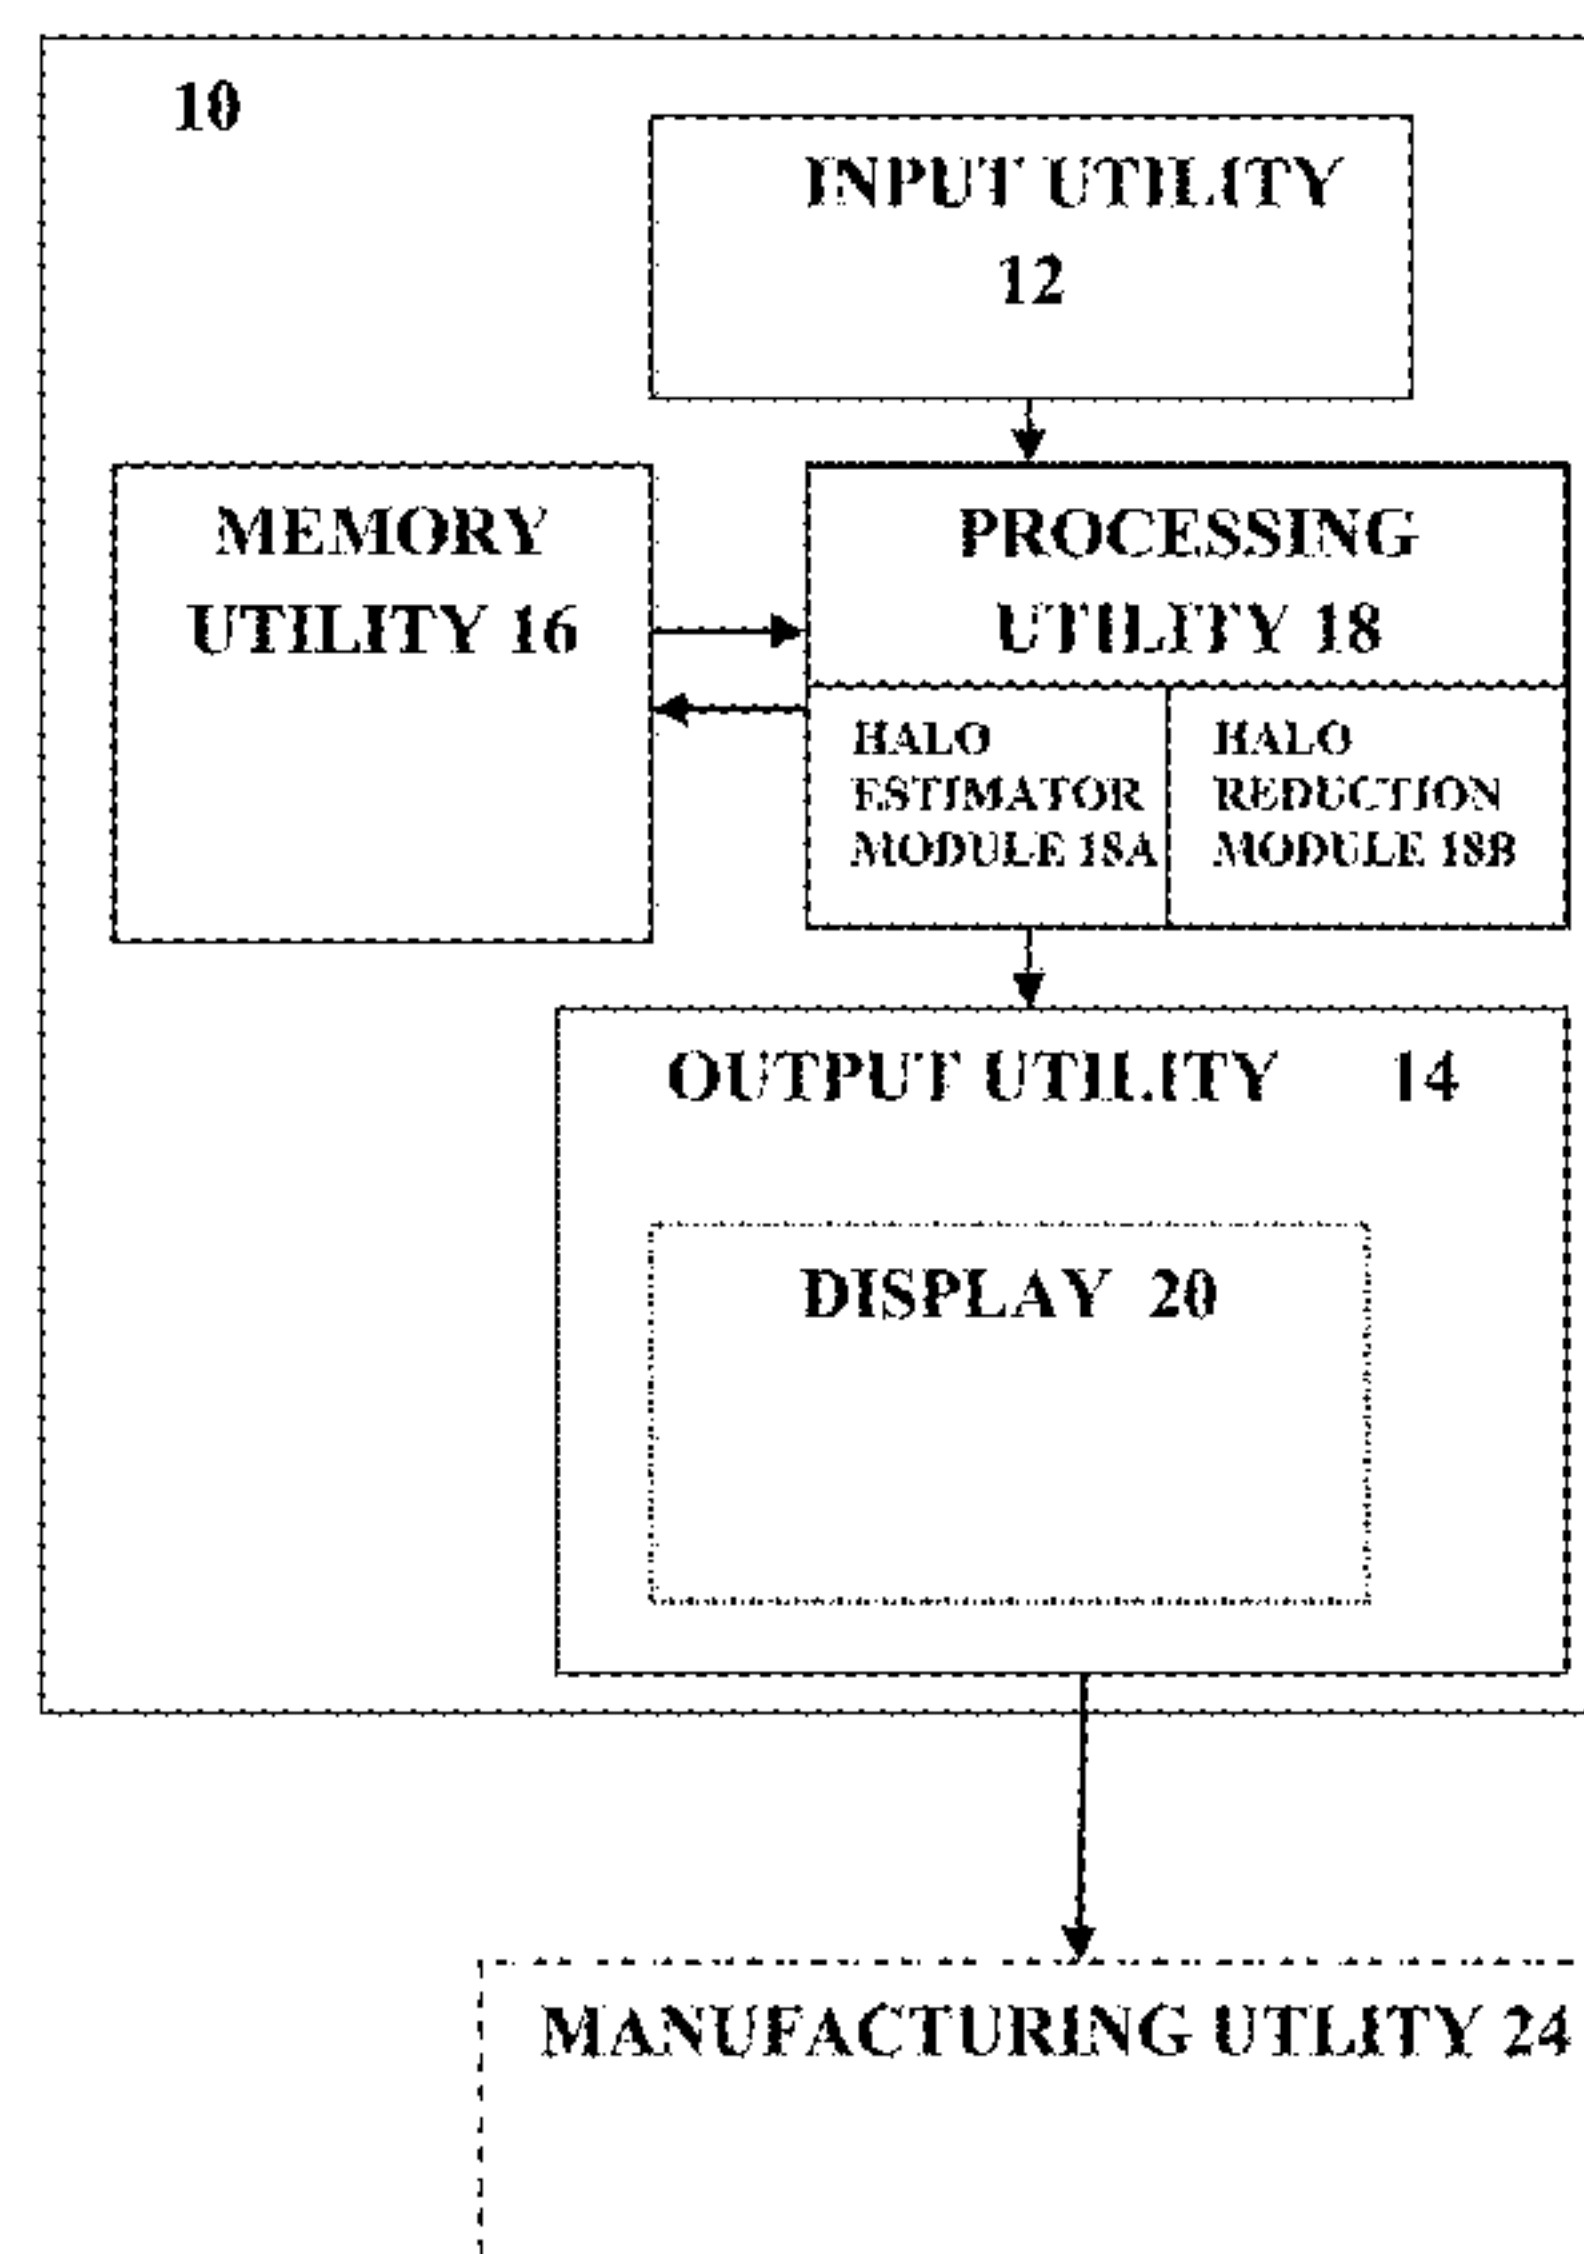 10
INPUT UTILITY
12
MEMORY
UTILITY 16
PROCESSING
UTILITY 18
HALO
ESTIMATOR
MODULE 18A
HALO
REDUCTION
MODULE 18B
OUTPUT UTILITY 14
DISPLAY 20
MANUFACTURING UTLITY 24